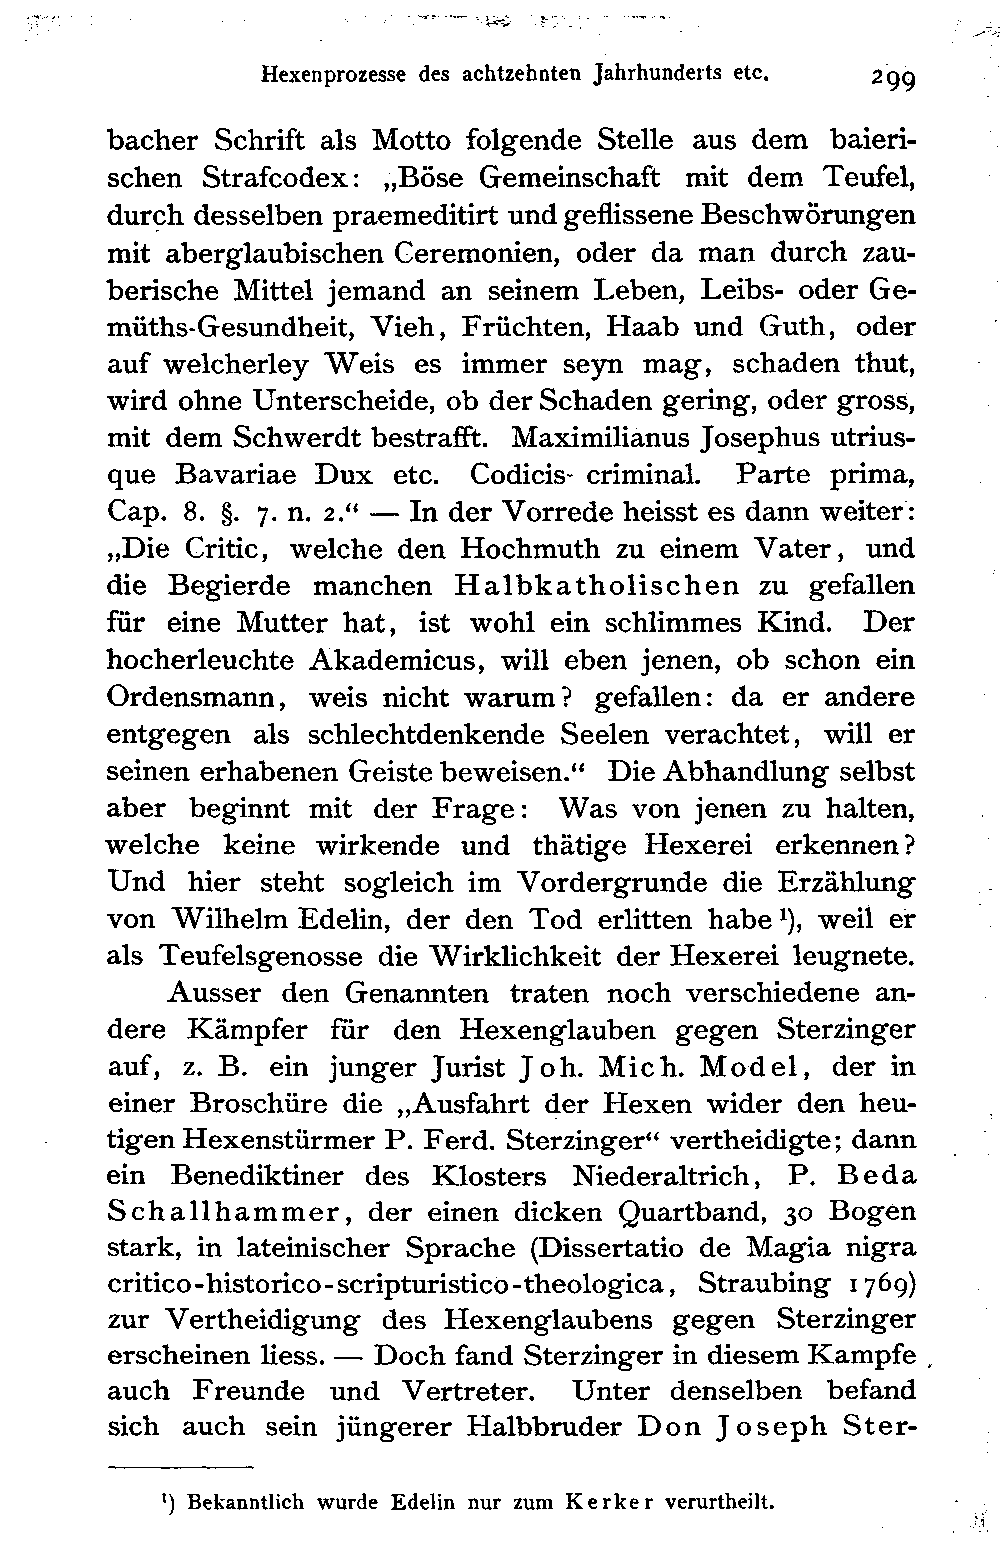 Hexenprozesse des achtzehnten Jahrhunderts etc. 299
bacher Schrift als Motto folgende Stelle aus dem baieri-
schen Strafcodex: „Böse Gemeinschaft mit dem Teufel,
durch desselben praemeditirt und geflissene Beschwörungen
mit aberglaubischen Ceremonien, oder da man durch zau-
berische Mittel jemand an seinem Leben, Leibs- oder Ge-
müths-Gesundheit, Vieh, Früchten, Haab und Guth, oder
auf welcherley Weis es immer seyn mag, schaden thut,
wird ohne Unterscheide, ob der Schaden gering, oder gross,
mit dem Schwerdt bestrafft. Maximilianus Josephus utrius-
que Bavariae Dux etc. Codicis- criminal. Parte prima,
Cap. 8. §. 7. n. 2.“ — In der Vorrede heisst es dann weiter:
„Die Critic, welche den Hochmuth zu einem Vater, und
die Begierde manchen Halbkatholischen zu gefallen
für eine Mutter hat, ist wohl ein schlimmes Kind. Der
hocherleuchte Akademicus, will eben jenen, ob schon ein
Ordensmann, weis nicht warum? gefallen: da er andere
entgegen als schlechtdenkende Seelen verachtet, will er
seinen erhabenen Geiste beweisen.“ Die Abhandlung selbst
aber beginnt mit der Frage: Was von jenen zu halten,
welche keine wirkende und thätige Hexerei erkennen?
Und hier steht sogleich im Vordergrunde die Erzählung
von Wilhelm Edelin, der den Tod erlitten habe ¹), weil er
als Teufelsgenosse die Wirklichkeit der Hexerei leugnete.
Ausser den Genannten traten noch verschiedene an-
dere Kämpfer für den Hexenglauben gegen Sterzinger
auf, z. B. ein junger Jurist Joh. Mich. Model, der in
einer Broschüre die „Ausfahrt der Hexen wider den heu-
tigen Hexenstürmer P. Ferd. Sterzinger“ vertheidigte; dann
ein Benediktiner des Klosters Niederaltrich, P. Beda
Schallhammer, der einen dicken Quartband, 30 Bogen
stark, in lateinischer Sprache (Dissertatio de Magia nigra
critico-historico-scripturistico-theologica, Straubing 1769)
zur Vertheidigung des Hexenglaubens gegen Sterzinger
erscheinen liess. — Doch fand Sterzinger in diesem Kampfe
auch Freunde und Vertreter. Unter denselben befand
sich auch sein jüngerer Halbbruder Don Joseph Ster-
¹) Bekanntlich wurde Edelin nur zum Kerker verurtheilt.